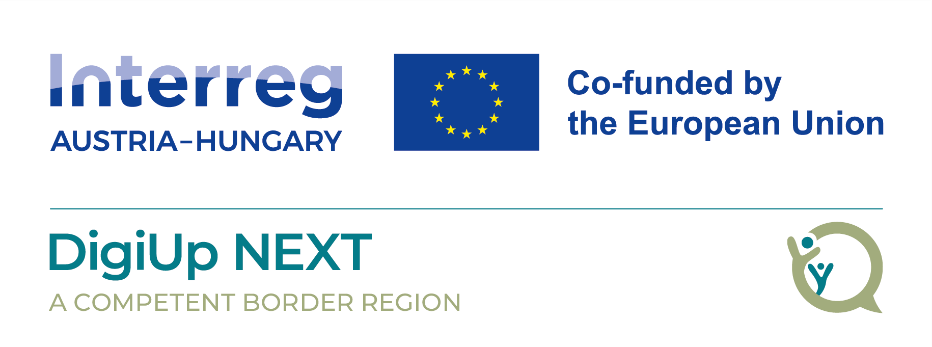 Interreg
AUSTRIA–HUNGARY
Co-funded by
the European Union
DigiUp NEXT
A COMPETENT BORDER REGION